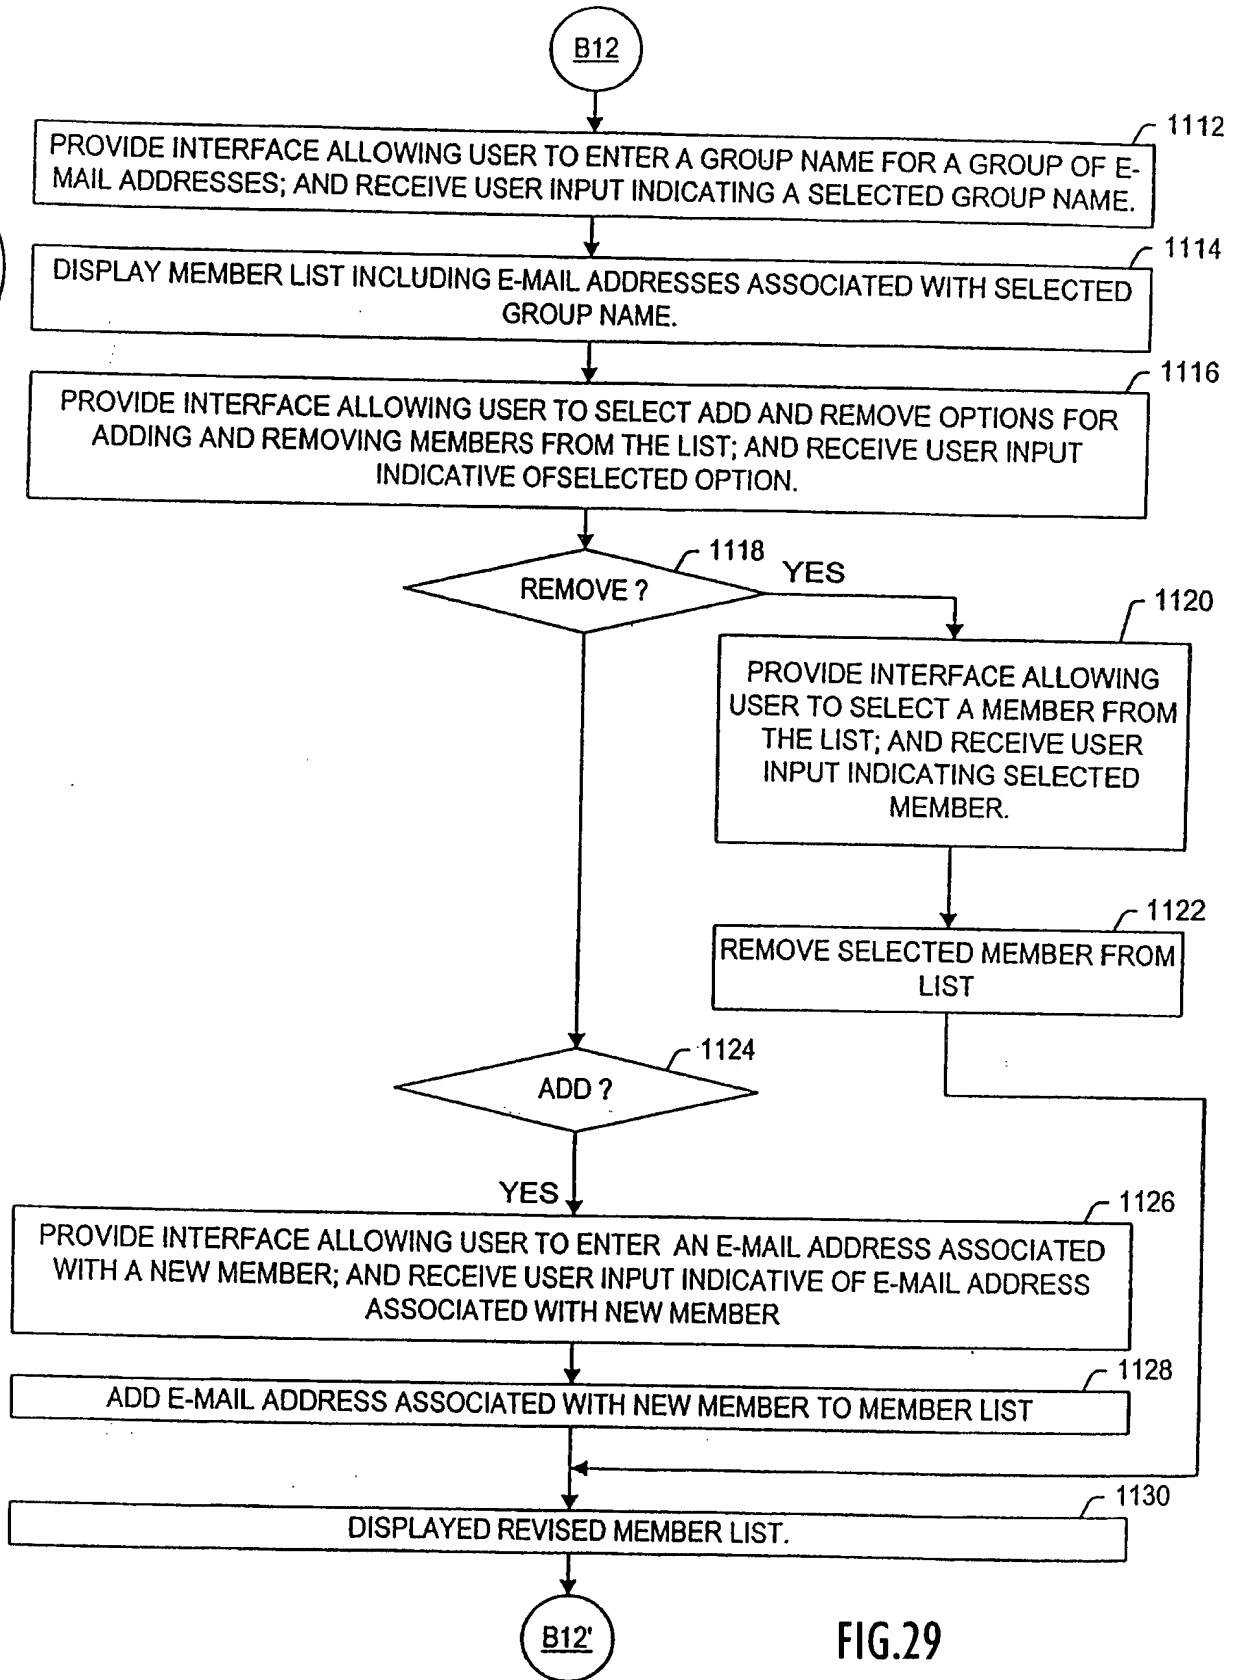 B12
1112
PROVIDE INTERFACE ALLOWING USER TO ENTER A GROUP NAME FOR A GROUP OF E-
MAIL ADDRESSES; AND RECEIVE USER INPUT INDICATING A SELECTED GROUP NAME.
1114
DISPLAY MEMBER LIST INCLUDING E-MAIL ADDRESSES ASSOCIATED WITH SELECTED
GROUP NAME.
1116
PROVIDE INTERFACE ALLOWING USER TO SELECT ADD AND REMOVE OPTIONS FOR
ADDING AND REMOVING MEMBERS FROM THE LIST; AND RECEIVE USER INPUT
INDICATIVE OFSELECTED OPTION.
1118
REMOVE ?
YES
1120
PROVIDE INTERFACE ALLOWING
USER TO SELECT A MEMBER FROM
THE LIST; AND RECEIVE USER
INPUT INDICATING SELECTED
MEMBER.
1122
REMOVE SELECTED MEMBER FROM
LIST
1124
ADD ?
YES
1126
PROVIDE INTERFACE ALLOWING USER TO ENTER AN E-MAIL ADDRESS ASSOCIATED
WITH A NEW MEMBER; AND RECEIVE USER INPUT INDICATIVE OF E-MAIL ADDRESS
ASSOCIATED WITH NEW MEMBER
1128
ADD E-MAIL ADDRESS ASSOCIATED WITH NEW MEMBER TO MEMBER LIST
1130
DISPLAYED REVISED MEMBER LIST.
B12'
FIG.29